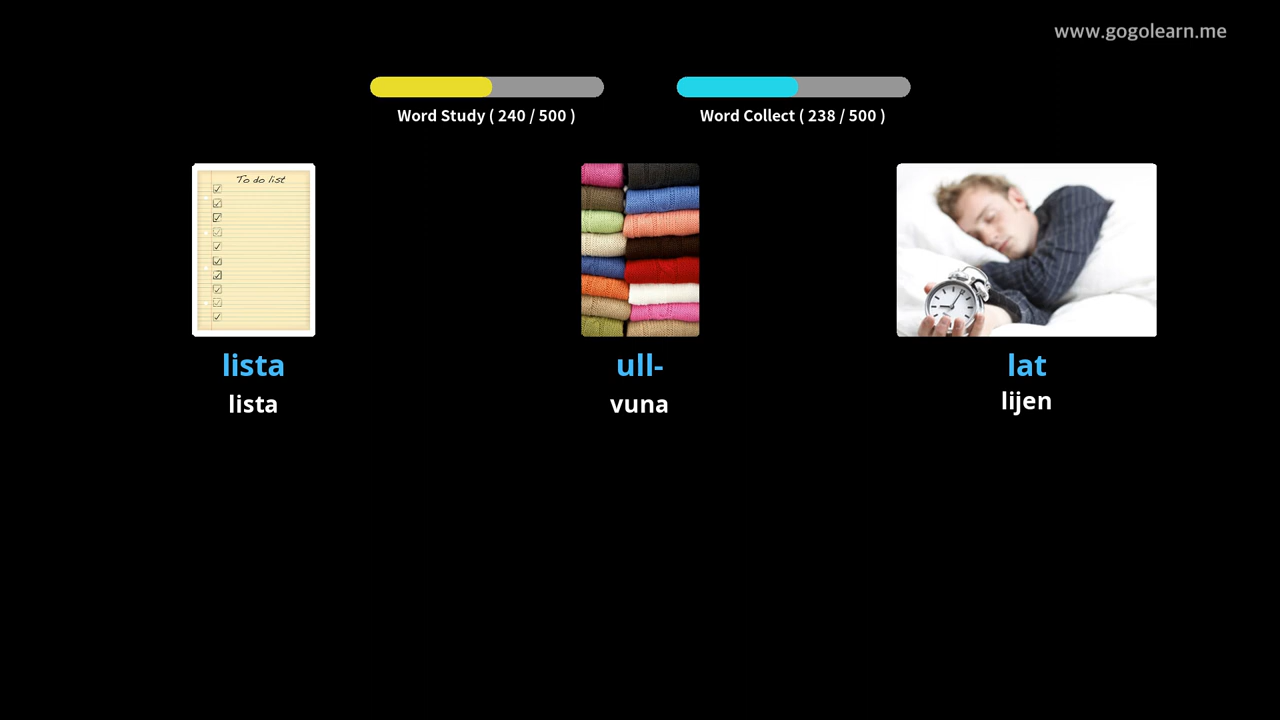 www.gogolearn.me
Word Study ( 240 / 500 )
Word Collect ( 238 / 500 )
To do list
lista
ull-
lat
lista
vuna
lijen